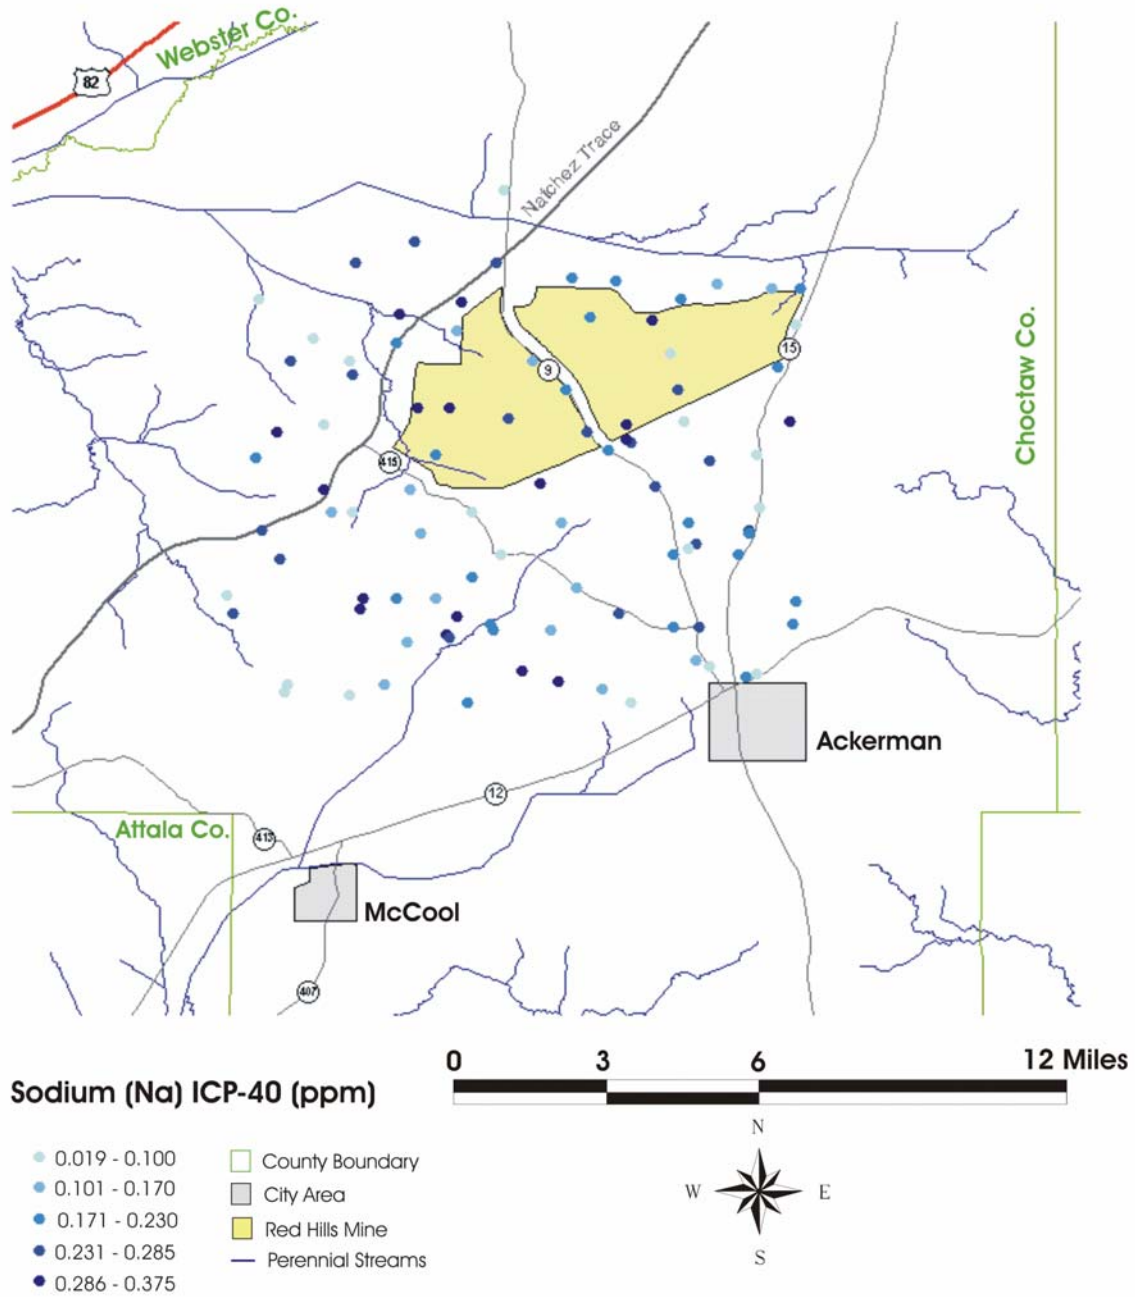 Webster Co.
82
Natchez Trace
Choctaw Co.
15
9
415
Ackerman
12
Attala Co.
413
McCool
407
0 3 6 12 Miles
Sodium (Na) ICP-40 (ppm)
0.019 - 0.100
0.101 - 0.170
0.171 - 0.230
0.231 - 0.285
0.286 - 0.375
County Boundary
City Area
Red Hills Mine
Perennial Streams
N
W E
S